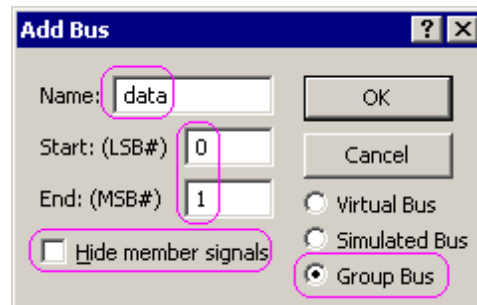 Add Bus
Name: data
OK
Start: (LSB#) 0
Cancel
End: (MSB#) 1
Virtual Bus
Simulated Bus
Hide member signals
Group Bus